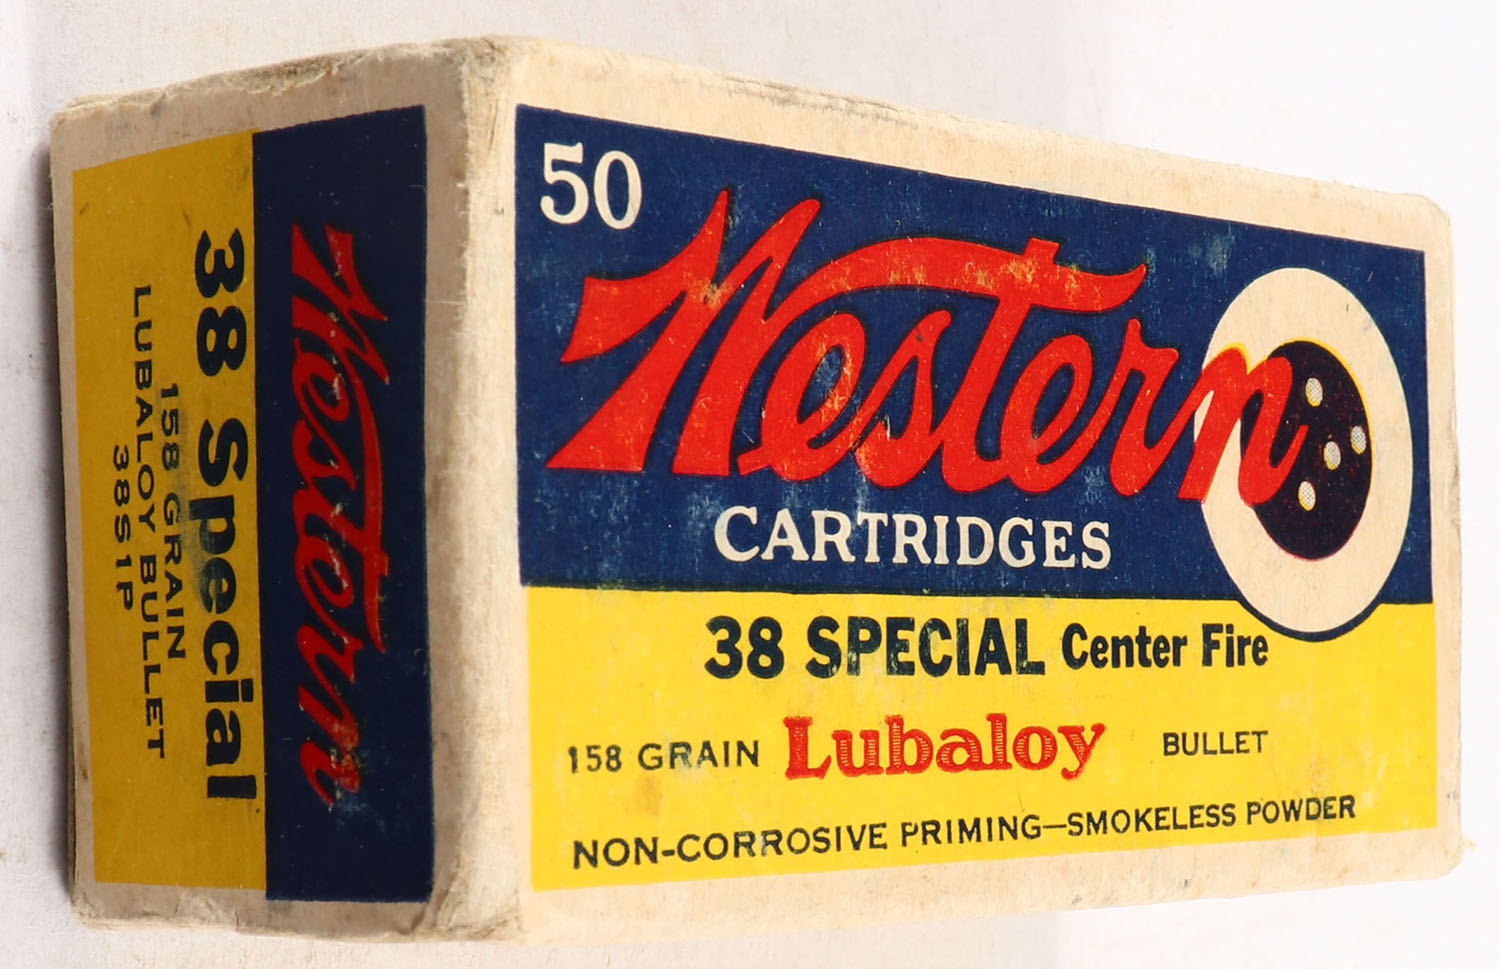 50
Western
CARTRIDGES
38 SPECIAL Center Fire
158 GRAIN Lubaloy BULLET
NON-CORROSIVE PRIMING—SMOKELESS POWDER
Western
38 Special
158 GRAIN
LUBALOY BULLET
38S1P